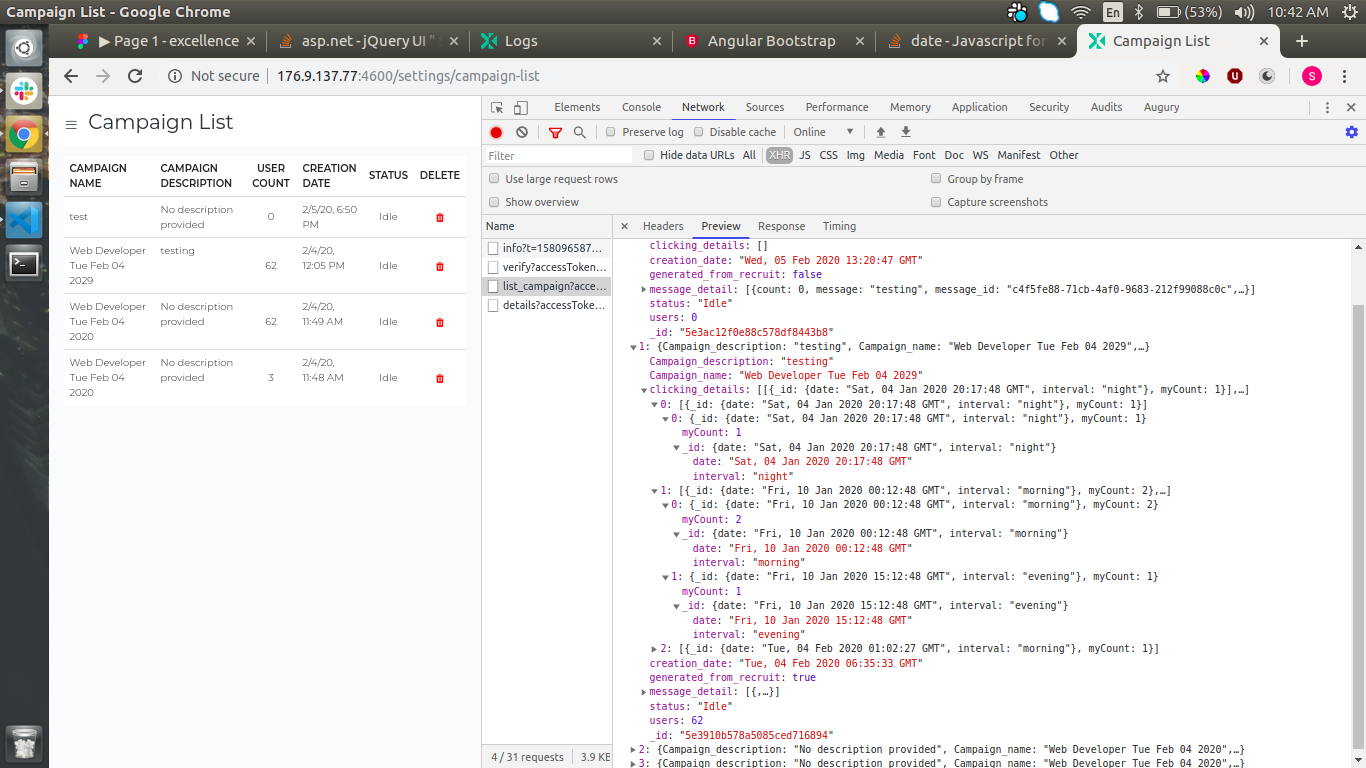 Campaign List - Google Chrome
En
(53%)
10:42 AM
▶ Page 1 - excellence
asp.net - jQuery UI "
Logs
Angular Bootstrap
date - Javascript for
Campaign List
Not secure
176.9.137.77:4600/settings/campaign-list
U
S
Campaign List
CAMPAIGN NAME
CAMPAIGN DESCRIPTION
USER COUNT
CREATION DATE
STATUS
DELETE
test
No description provided
0
2/5/20, 6:50 PM
Idle
Web Developer Tue Feb 04 2029
testing
62
2/4/20, 12:05 PM
Idle
Web Developer Tue Feb 04 2020
No description provided
62
2/4/20, 11:49 AM
Idle
Web Developer Tue Feb 04 2020
No description provided
3
2/4/20, 11:48 AM
Idle
Elements Console Network Sources Performance Memory Application Security Audits Augury
Preserve log Disable cache Online
Filter
Hide data URLs All XHR JS CSS Img Media Font Doc WS Manifest Other
Use large request rows Group by frame
Show overview Capture screenshots
Name
info?t=158096587...
verify?accessToken...
list_campaign?acce...
details?accessToke...
4 / 31 requests 3.9 KB
Headers Preview Response Timing
clicking_details: []
creation_date: "Wed, 05 Feb 2020 13:20:47 GMT"
generated_from_recruit: false
message_detail: [{count: 0, message: "testing", message_id: "c4f5fe88-71cb-4af0-9683-212f99088c0c",…}]
status: "Idle"
users: 0
_id: "5e3ac12f0e88c578df8443b8"
1: {Campaign_description: "testing", Campaign_name: "Web Developer Tue Feb 04 2029",…}
Campaign_description: "testing"
Campaign_name: "Web Developer Tue Feb 04 2029"
clicking_details: [[{_id: {date: "Sat, 04 Jan 2020 20:17:48 GMT", interval: "night"}, myCount: 1}],…]
0: [{_id: {date: "Sat, 04 Jan 2020 20:17:48 GMT", interval: "night"}, myCount: 1}]
0: {_id: {date: "Sat, 04 Jan 2020 20:17:48 GMT", interval: "night"}, myCount: 1}
myCount: 1
_id: {date: "Sat, 04 Jan 2020 20:17:48 GMT", interval: "night"}
date: "Sat, 04 Jan 2020 20:17:48 GMT"
interval: "night"
1: [{_id: {date: "Fri, 10 Jan 2020 00:12:48 GMT", interval: "morning"}, myCount: 2},…]
0: {_id: {date: "Fri, 10 Jan 2020 00:12:48 GMT", interval: "morning"}, myCount: 2}
myCount: 2
_id: {date: "Fri, 10 Jan 2020 00:12:48 GMT", interval: "morning"}
date: "Fri, 10 Jan 2020 00:12:48 GMT"
interval: "morning"
1: {_id: {date: "Fri, 10 Jan 2020 15:12:48 GMT", interval: "evening"}, myCount: 1}
myCount: 1
_id: {date: "Fri, 10 Jan 2020 15:12:48 GMT", interval: "evening"}
date: "Fri, 10 Jan 2020 15:12:48 GMT"
interval: "evening"
2: [{_id: {date: "Tue, 04 Feb 2020 01:02:27 GMT", interval: "morning"}, myCount: 1}]
creation_date: "Tue, 04 Feb 2020 06:35:33 GMT"
generated_from_recruit: true
message_detail: [{,…}]
status: "Idle"
users: 62
_id: "5e3910b578a5085ced716894"
2: {Campaign_description: "No description provided", Campaign_name: "Web Developer Tue Feb 04 2020",…}
3: {Campaign_description: "No description provided", Campaign_name: "Web Developer Tue Feb 04 2020",…}